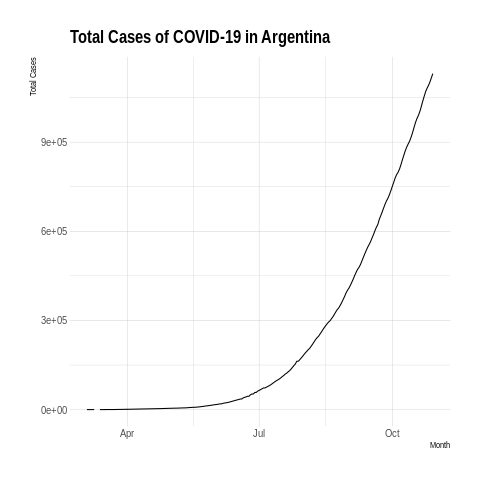 Total Cases of COVID-19 in Argentina
Total Cases
9e+05
6e+05
3e+05
0e+00
Apr Jul Oct
Month